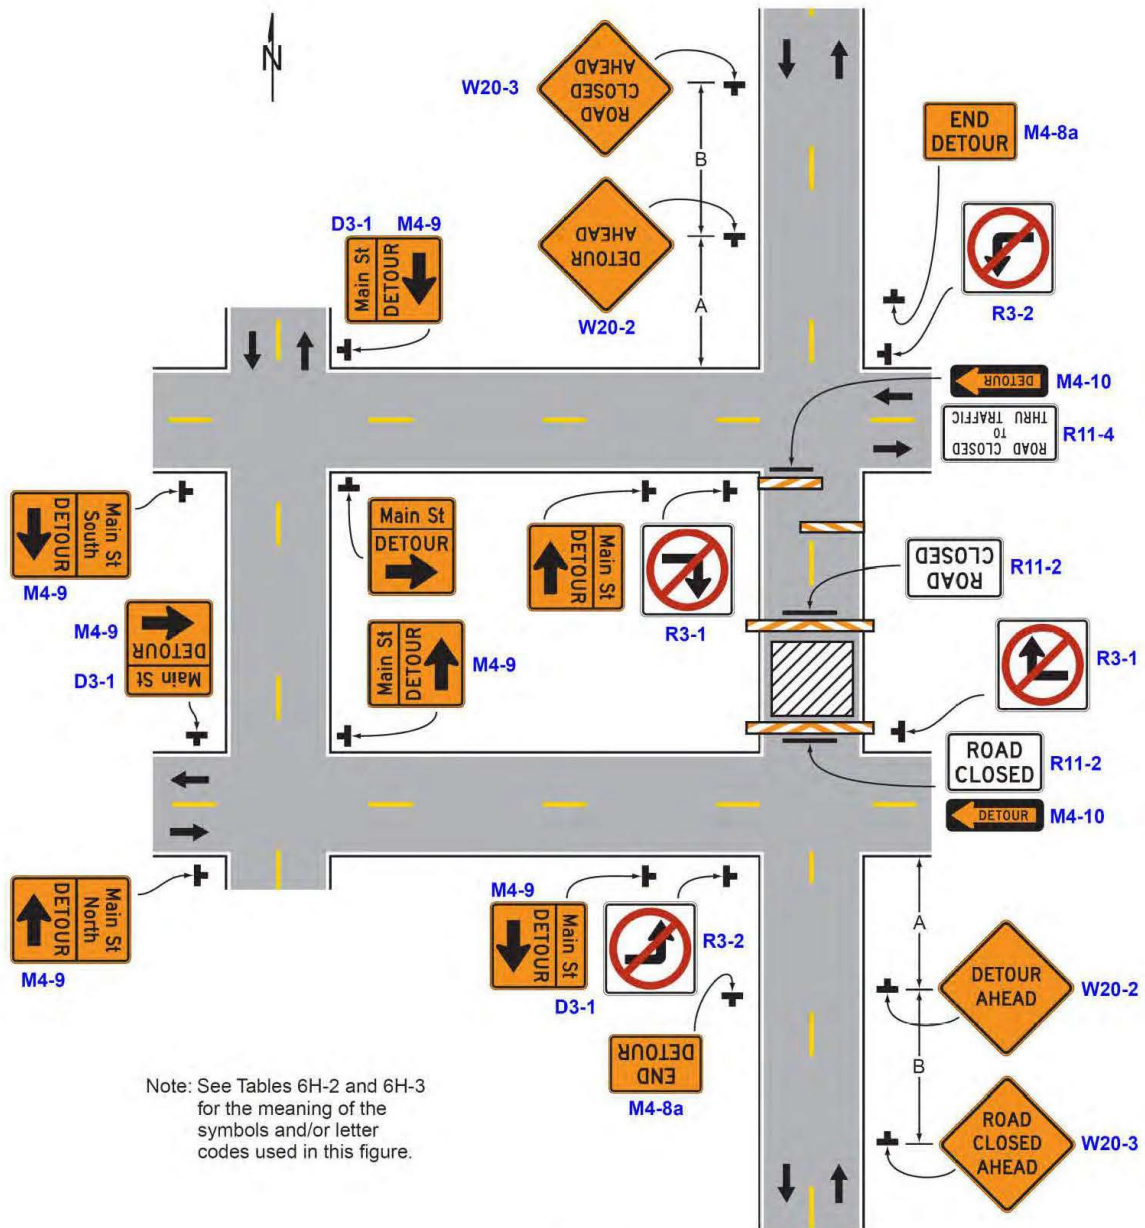 N
W20-3
ROAD
CLOSED
AHEAD
B
END
DETOUR
M4-8a
D3-1 M4-9
Main St
DETOUR
DETOUR
AHEAD
W20-2
A
R3-2
DETOUR
M4-10
ROAD CLOSED
TO
THRU TRAFFIC
R11-4
Main St
South
DETOUR
M4-9
Main St
DETOUR
Main St
DETOUR
R3-1
ROAD
CLOSED
R11-2
M4-9
DETOUR
D3-1
Main St
Main St
DETOUR
M4-9
R3-1
ROAD
CLOSED
R11-2
DETOUR
M4-10
Main St
North
DETOUR
M4-9
M4-9
Main St
DETOUR
D3-1
R3-2
A
DETOUR
AHEAD
W20-2
END
DETOUR
M4-8a
B
ROAD
CLOSED
AHEAD
W20-3
Note: See Tables 6H-2 and 6H-3
for the meaning of the
symbols and/or letter
codes used in this figure.